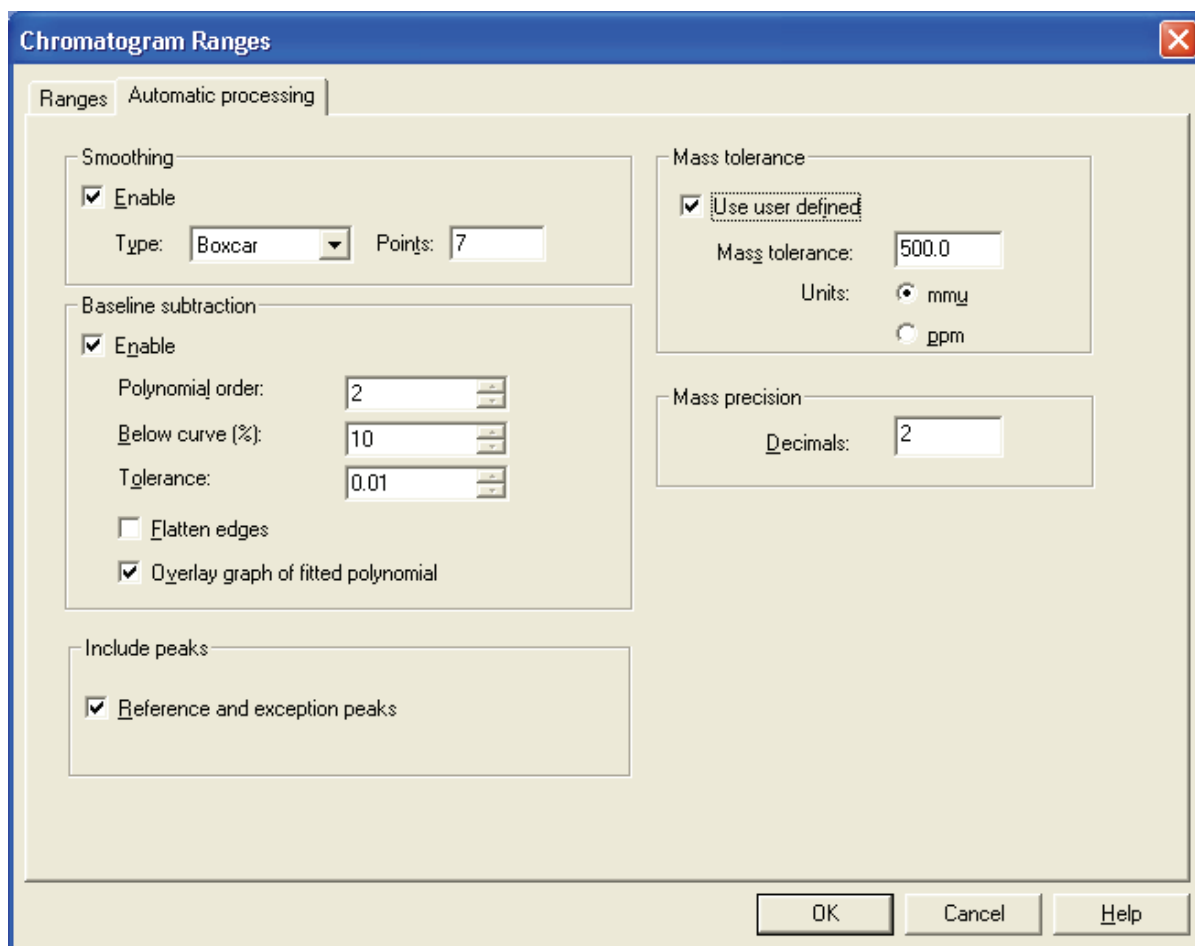 Chromatogram Ranges
Ranges Automatic processing
Smoothing
Enable
Type: Boxcar Points: 7
Baseline subtraction
Enable
Polynomial order: 2
Below curve (%): 10
Tolerance: 0.01
Flatten edges
Overlay graph of fitted polynomial
Include peaks
Reference and exception peaks
Mass tolerance
Use user defined
Mass tolerance: 500.0
Units: mmu
ppm
Mass precision
Decimals: 2
OK Cancel Help